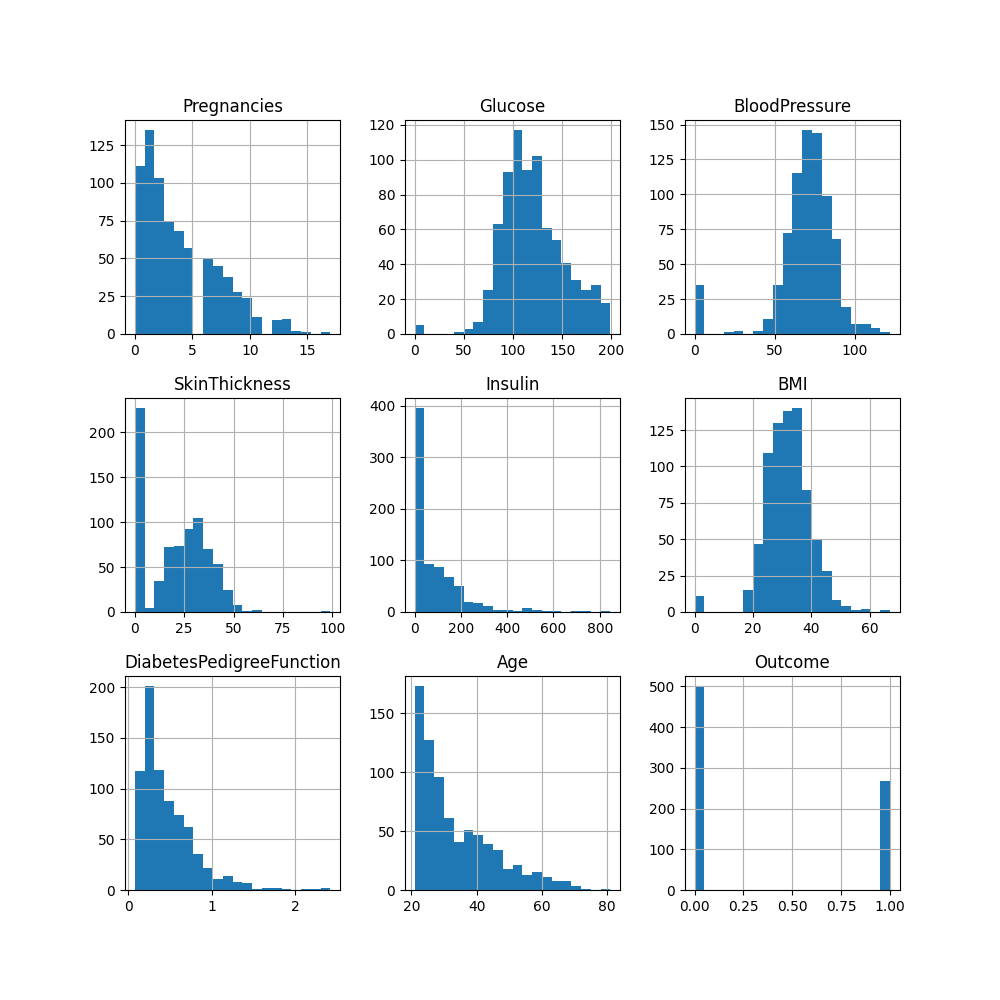 Pregnancies
125
100
75
50
25
0
0 5 10 15
Glucose
120
100
80
60
40
20
0
0 50 100 150 200
BloodPressure
150
125
100
75
50
25
0
0 50 100
SkinThickness
200
150
100
50
0
0 25 50 75 100
Insulin
400
300
200
100
0
0 200 400 600 800
BMI
125
100
75
50
25
0
0 20 40 60
DiabetesPedigreeFunction
200
150
100
50
0
0 1 2
Age
150
100
50
0
20 40 60 80
Outcome
500
400
300
200
100
0
0.00 0.25 0.50 0.75 1.00